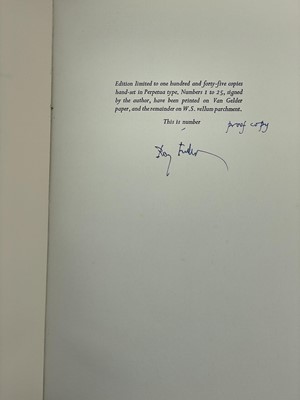 Edition limited to one hundred and forty-five copies
hand-set in Perpetua type, Numbers 1 to 25, signed
by the author, have been printed on Van Gelder
paper, and the remainder on W.S. vellum parchment.
This is number proof copy
Roy Fuller